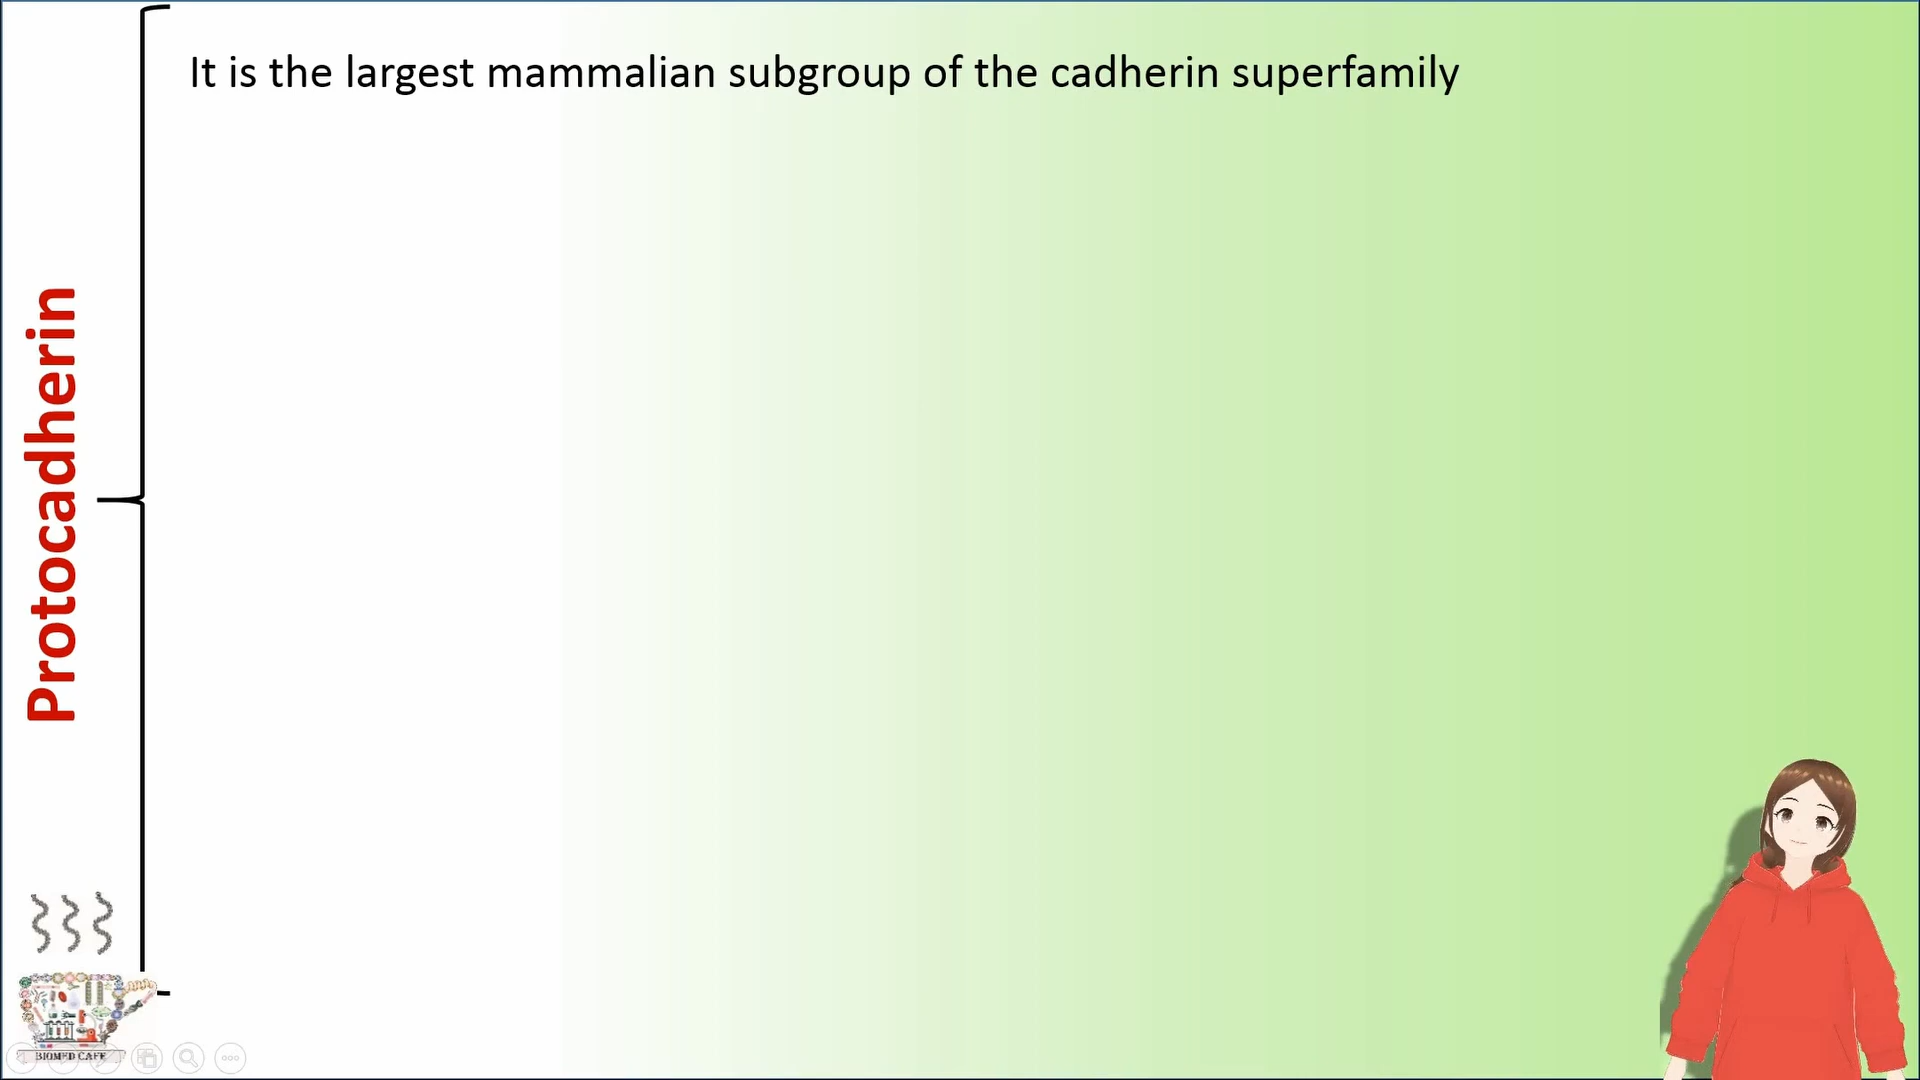 It is the largest mammalian subgroup of the cadherin superfamily
Protocadherin
BIOMED CAFE